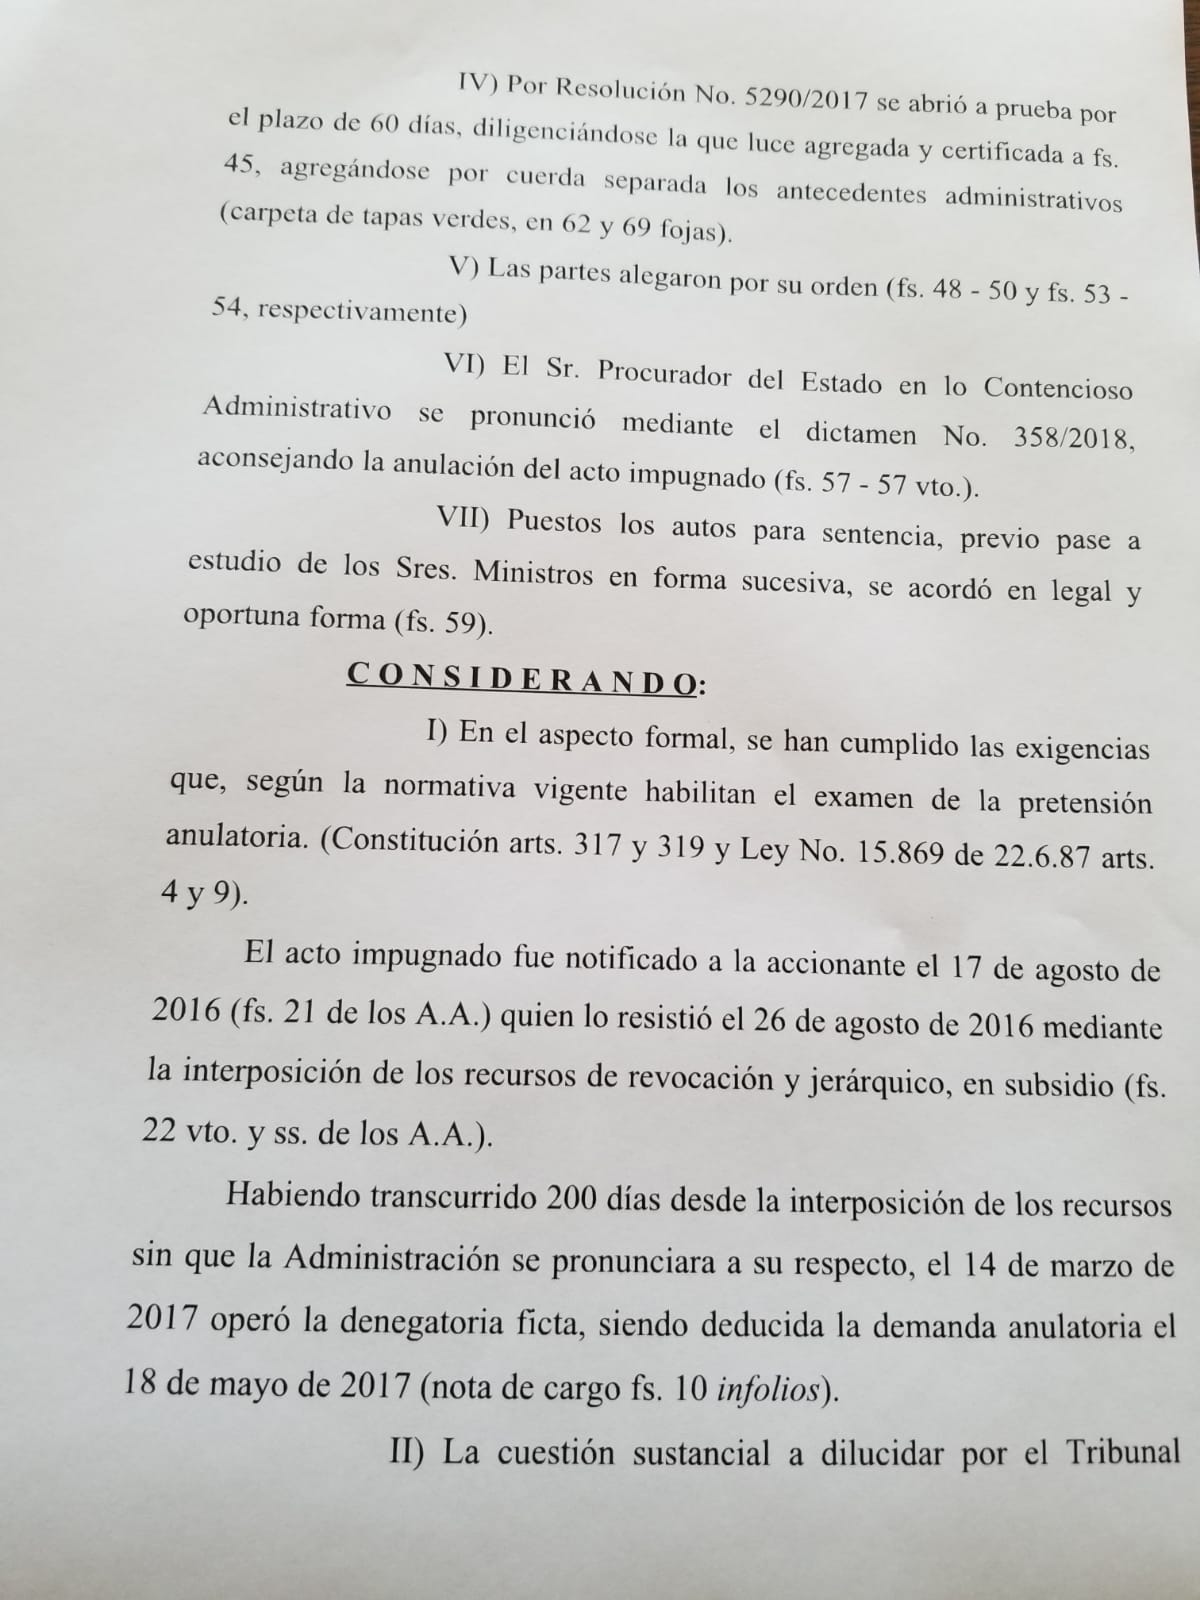 IV) Por Resolución No. 5290/2017 se abrió a prueba por
el plazo de 60 días, diligenciándose la que luce agregada y certificada a fs.
45, agregándose por cuerda separada los antecedentes administrativos
(carpeta de tapas verdes, en 62 y 69 fojas).
V) Las partes alegaron por su orden (fs. 48 - 50 y fs. 53 -
54, respectivamente)
VI) El Sr. Procurador del Estado en lo Contencioso
Administrativo se pronunció mediante el dictamen No. 358/2018,
aconsejando la anulación del acto impugnado (fs. 57 - 57 vto.).
VII) Puestos los autos para sentencia, previo pase a
estudio de los Sres. Ministros en forma sucesiva, se acordó en legal y
oportuna forma (fs. 59).
C O N S I D E R A N D O:
I) En el aspecto formal, se han cumplido las exigencias
que, según la normativa vigente habilitan el examen de la pretensión
anulatoria. (Constitución arts. 317 y 319 y Ley No. 15.869 de 22.6.87 arts.
4 y 9).
El acto impugnado fue notificado a la accionante el 17 de agosto de
2016 (fs. 21 de los A.A.) quien lo resistió el 26 de agosto de 2016 mediante
la interposición de los recursos de revocación y jerárquico, en subsidio (fs.
22 vto. y ss. de los A.A.).
Habiendo transcurrido 200 días desde la interposición de los recursos
sin que la Administración se pronunciara a su respecto, el 14 de marzo de
2017 operó la denegatoria ficta, siendo deducida la demanda anulatoria el
18 de mayo de 2017 (nota de cargo fs. 10 infolios).
II) La cuestión sustancial a dilucidar por el Tribunal